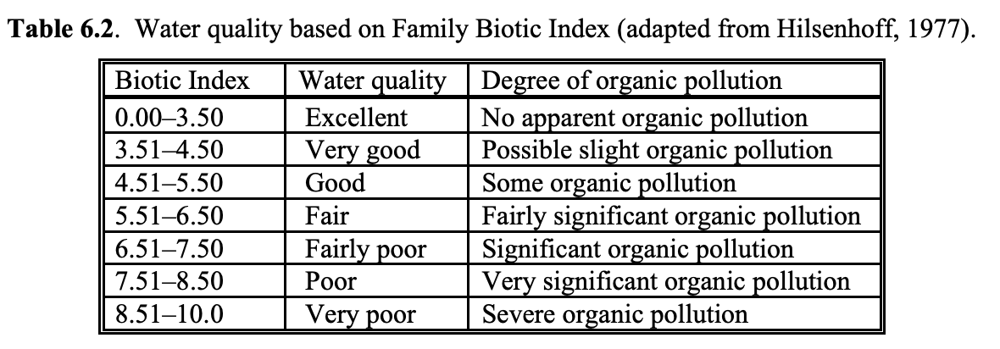 Table 6.2. Water quality based on Family Biotic Index (adapted from Hilsenhoff, 1977).
Biotic Index Water quality Degree of organic pollution
0.00–3.50 Excellent No apparent organic pollution
3.51–4.50 Very good Possible slight organic pollution
4.51–5.50 Good Some organic pollution
5.51–6.50 Fair Fairly significant organic pollution
6.51–7.50 Fairly poor Significant organic pollution
7.51–8.50 Poor Very significant organic pollution
8.51–10.0 Very poor Severe organic pollution